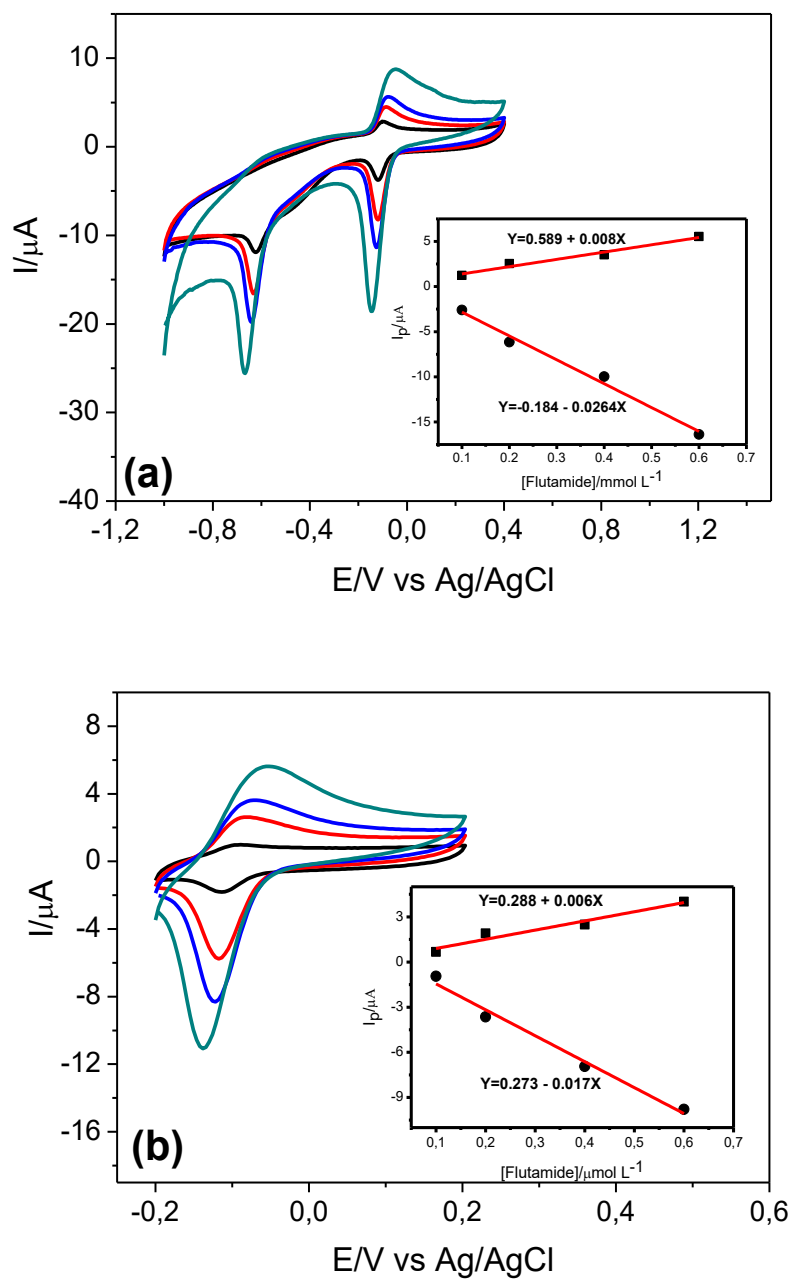 10
0
-10
-20
-30
-40
I/μA
-1,2 -0,8 -0,4 0,0 0,4 0,8 1,2
E/V vs Ag/AgCl
(a)
5
0
-5
-10
-15
Ip/μA
Y=0.589 + 0.008X
Y=-0.184 - 0.0264X
0.1 0.2 0.3 0.4 0.5 0.6 0.7
[Flutamide]/mmol L-1
8
4
0
-4
-8
-12
-16
I/μA
-0,2 0,0 0,2 0,4 0,6
E/V vs Ag/AgCl
(b)
3
0
-3
-6
-9
Ip/μA
Y=0.288 + 0.006X
Y=0.273 - 0.017X
0,1 0,2 0,3 0,4 0,5 0,6 0,7
[Flutamide]/μmol L-1